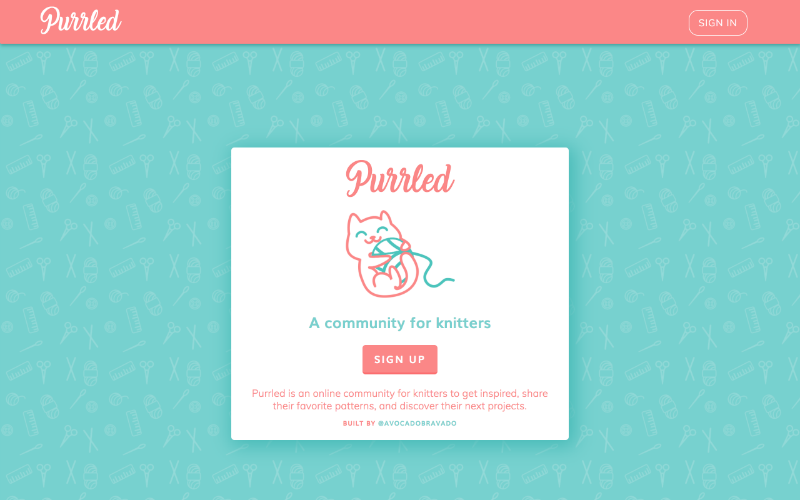 Purrled
SIGN IN
Purrled
A community for knitters
SIGN UP
Purrled is an online community for knitters to get inspired, share
their favorite patterns, and discover their next projects.
BUILT BY @AVOCADOBRAVADO